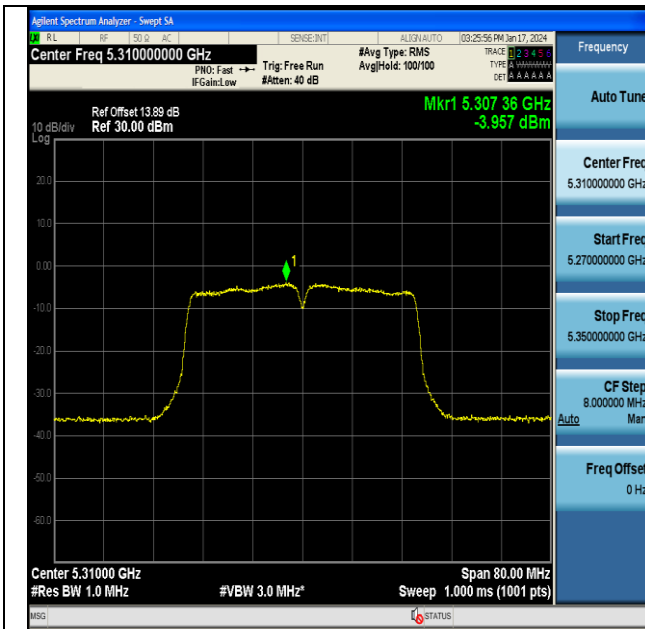 Agilent Spectrum Analyzer - Swept SA
RL RF 50 Ω AC SENSE:INT ALIGN AUTO 03:25:56 PM Jan 17, 2024
Center Freq 5.310000000 GHz
PNO: Fast
IFGain:Low
Trig: Free Run
#Atten: 40 dB
#Avg Type: RMS
Avg|Hold: 100/100
TRACE 1 2 3 4 5 6
TYPE A
DET A A A A A A
Frequency
Auto Tune
Center Freq
5.310000000 GHz
Start Freq
5.270000000 GHz
Stop Freq
5.350000000 GHz
CF Step
8.000000 MHz
Auto Man
Freq Offset
0 Hz
Mkr1 5.307 36 GHz
-3.957 dBm
Ref Offset 13.89 dB
10 dB/div Ref 30.00 dBm
Log
20.0
10.0
0.00
-10.0
-20.0
-30.0
-40.0
-50.0
-60.0
1
Center 5.31000 GHz Span 80.00 MHz
#Res BW 1.0 MHz #VBW 3.0 MHz* Sweep 1.000 ms (1001 pts)
MSG STATUS